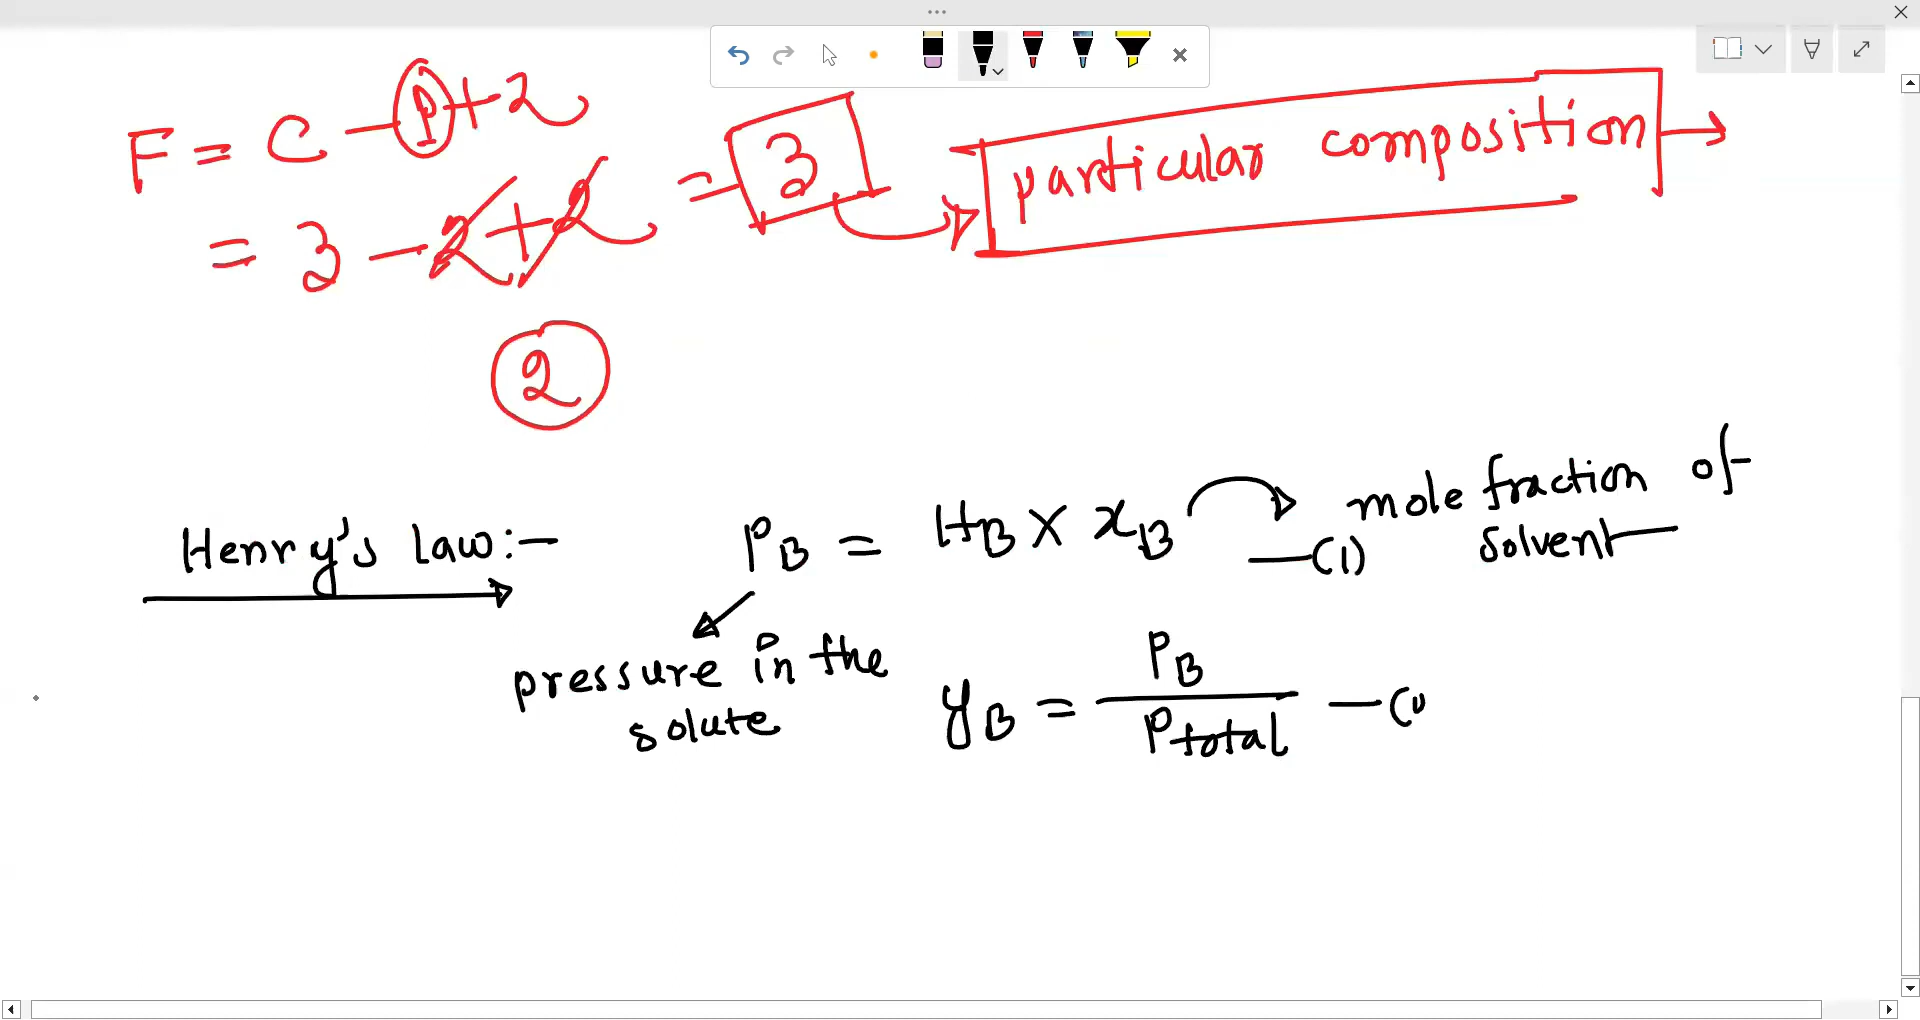 F = C - P + 2
= 3 - 2 + 2 = 3 particular composition
2
Henry's law:- PB = HB X xB —(1) mole fraction of solvent
pressure in the solute
yB = PB / Ptotal